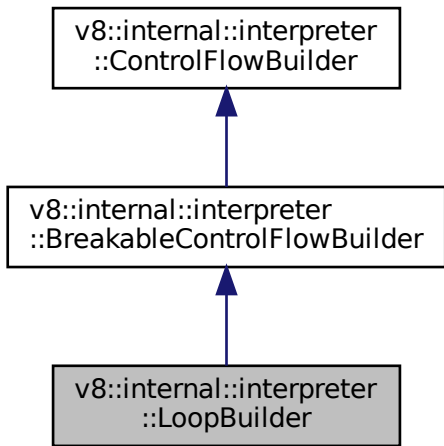 v8::internal::interpreter
::ControlFlowBuilder
v8::internal::interpreter
::BreakableControlFlowBuilder
v8::internal::interpreter
::LoopBuilder